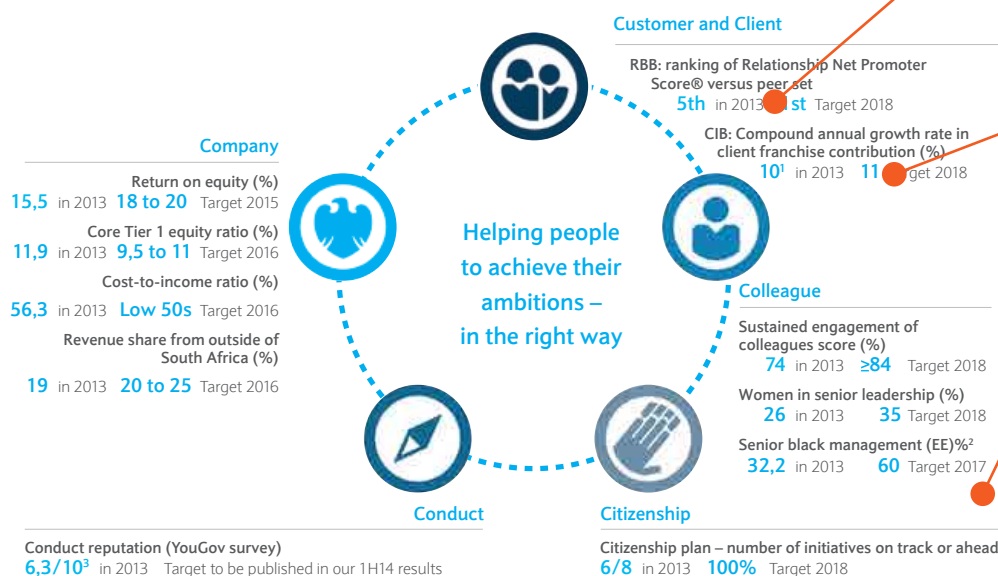 Customer and Client
RBB: ranking of Relationship Net Promoter
Score® versus peer set
5th in 2013 st Target 2018
CIB: Compound annual growth rate in
client franchise contribution (%)
10¹ in 2013 11 get 2018
Company
Return on equity (%)
15,5 in 2013 18 to 20 Target 2015
Core Tier 1 equity ratio (%)
11,9 in 2013 9,5 to 11 Target 2016
Cost-to-income ratio (%)
56,3 in 2013 Low 50s Target 2016
Revenue share from outside of
South Africa (%)
19 in 2013 20 to 25 Target 2016
Helping people
to achieve their
ambitions –
in the right way
Colleague
Sustained engagement of
colleagues score (%)
74 in 2013 ≥84 Target 2018
Women in senior leadership (%)
26 in 2013 35 Target 2018
Senior black management (EE)%²
32,2 in 2013 60 Target 2017
Conduct
Conduct reputation (YouGov survey)
6,3/10³ in 2013 Target to be published in our 1H14 results
Citizenship
Citizenship plan – number of initiatives on track or ahead
6/8 in 2013 100% Target 2018